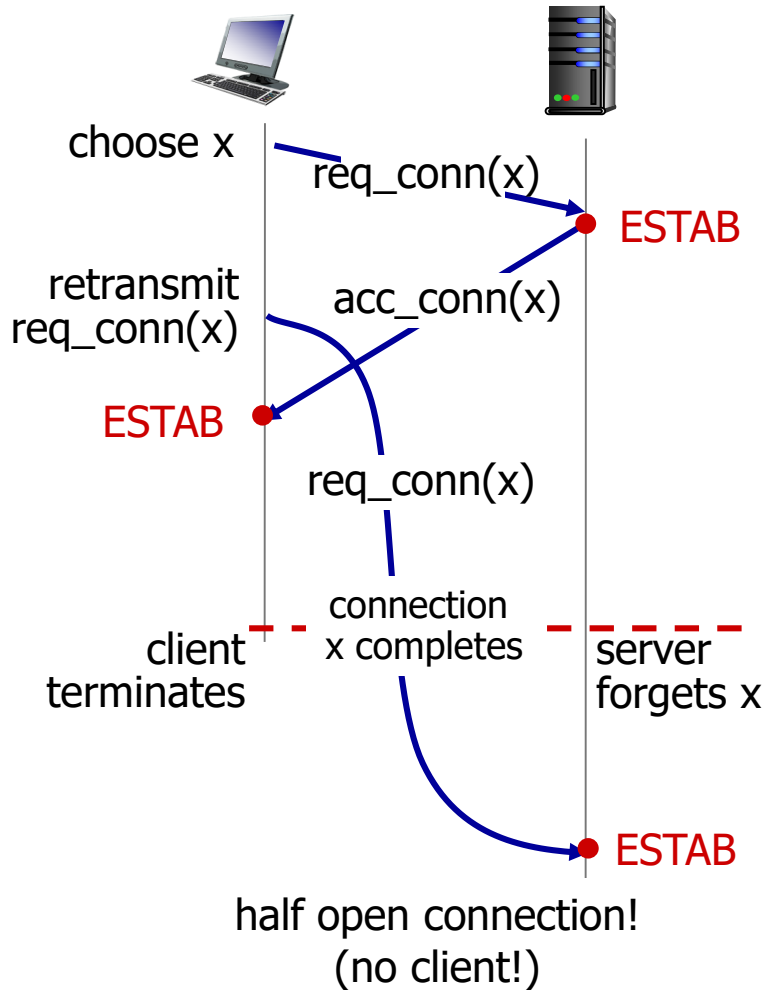 choose x
req_conn(x)
ESTAB
retransmit
req_conn(x)
acc_conn(x)
ESTAB
req_conn(x)
connection
x completes
client
terminates
server
forgets x
ESTAB
half open connection!
(no client!)